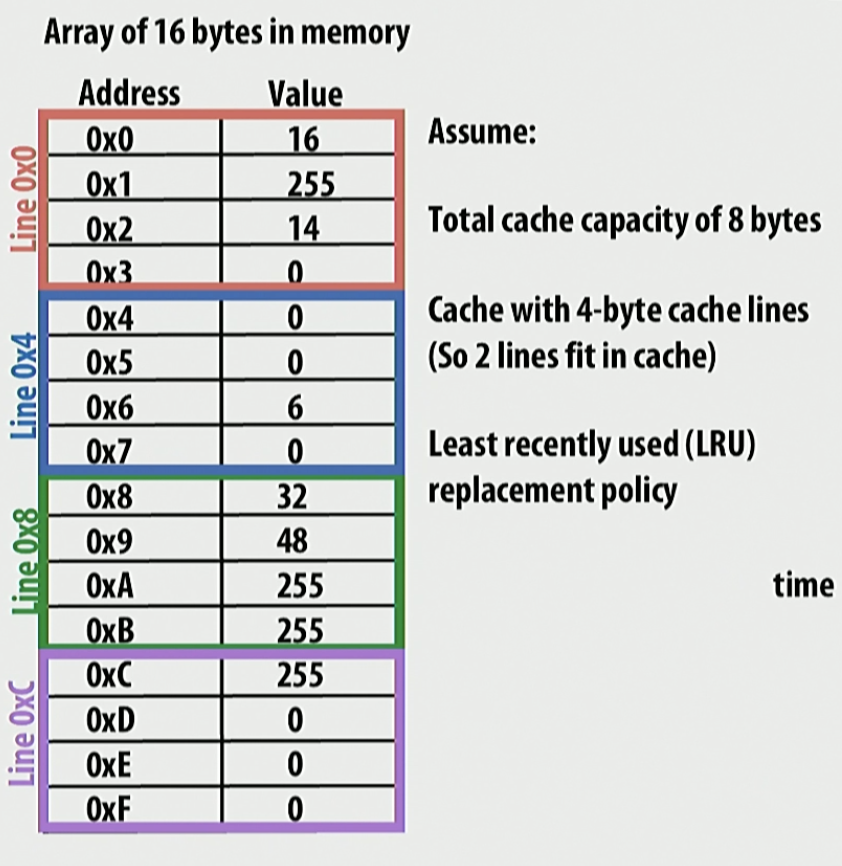 Array of 16 bytes in memory
Address Value
Line 0x0
0x0 16
0x1 255
0x2 14
0x3 0
Line 0x4
0x4 0
0x5 0
0x6 6
0x7 0
Line 0x8
0x8 32
0x9 48
0xA 255
0xB 255
Line 0xC
0xC 255
0xD 0
0xE 0
0xF 0
Assume:
Total cache capacity of 8 bytes
Cache with 4-byte cache lines
(So 2 lines fit in cache)
Least recently used (LRU)
replacement policy
time